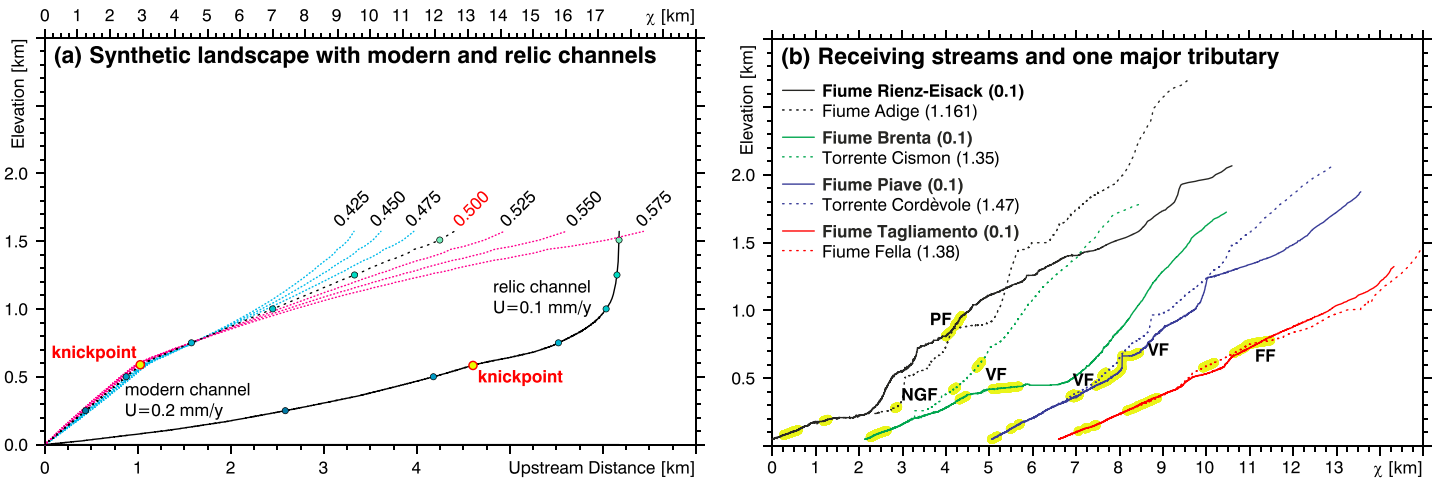 0 1 2 3 4 5 6 7 8 9 10 11 12 13 14 15 16 17 χ [km]
(a) Synthetic landscape with modern and relic channels
Elevation [km]
2.0
1.5
1.0
0.5
0.0
0.425
0.450
0.475
0.500
0.525
0.550
0.575
relic channel
U=0.1 mm/y
knickpoint
knickpoint
modern channel
U=0.2 mm/y
0 1 2 3 4 Upstream Distance [km]
(b) Receiving streams and one major tributary
Elevation [km]
Fiume Rienz-Eisack (0.1)
Fiume Adige (1.161)
Fiume Brenta (0.1)
Torrente Cismon (1.35)
Fiume Piave (0.1)
Torrente Cordèvole (1.47)
Fiume Tagliamento (0.1)
Fiume Fella (1.38)
2.0
1.5
1.0
0.5
PF
NGF
VF
VF
VF
FF
0 1 2 3 4 5 6 7 8 9 10 11 12 13 χ [km]